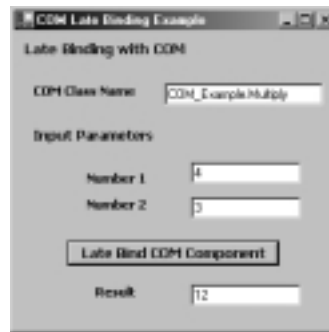 COM Late Binding Example
Late Binding with COM
COM Class Name COM_Example.Multiply
Input Parameters
Number 1 4
Number 2 3
Late Bind COM Component
Result 12